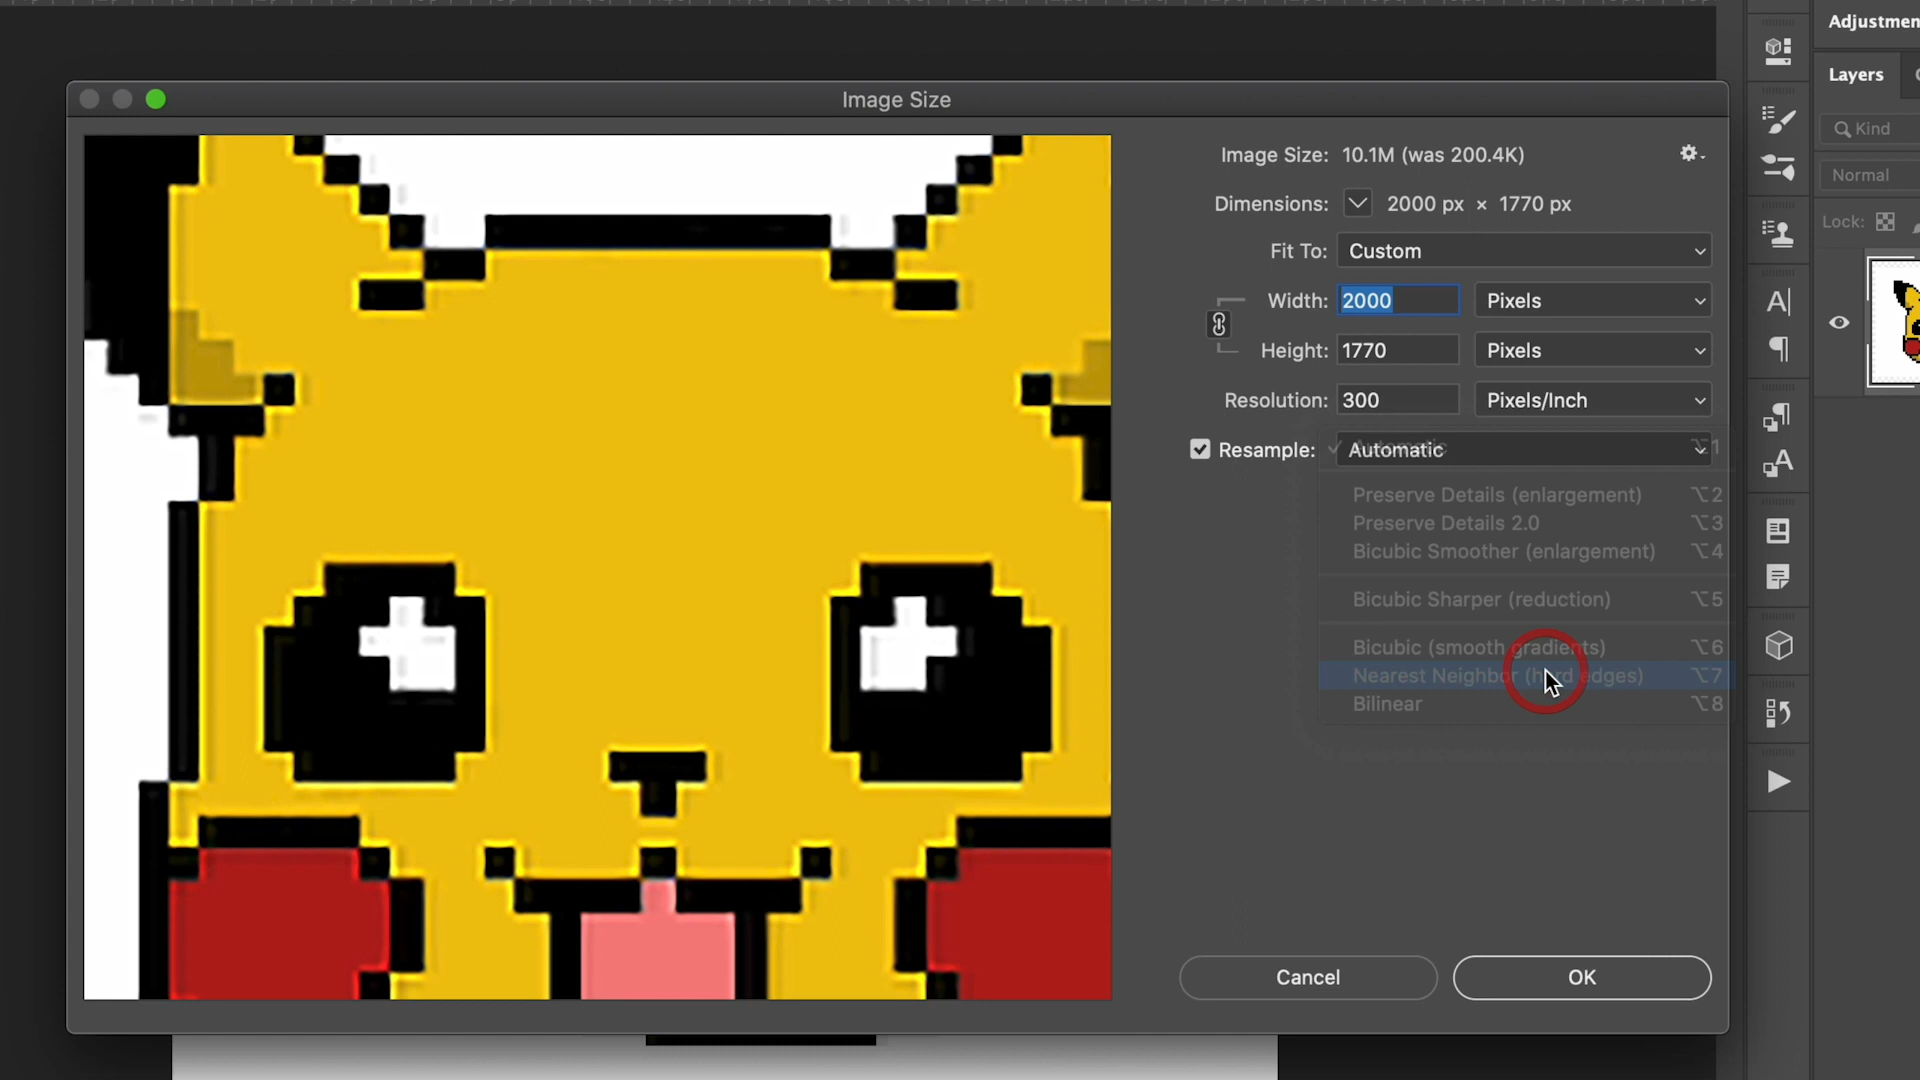 Image Size
Image Size: 10.1M (was 200.4K)
Dimensions: 2000 px × 1770 px
Fit To: Custom
Width: 2000 Pixels
Height: 1770 Pixels
Resolution: 300 Pixels/Inch
Resample: Automatic
Automatic ⌥1
Preserve Details (enlargement) ⌥2
Preserve Details 2.0 ⌥3
Bicubic Smoother (enlargement) ⌥4
Bicubic Sharper (reduction) ⌥5
Bicubic (smooth gradients) ⌥6
Nearest Neighbor (hard edges) ⌥7
Bilinear ⌥8
Cancel OK
Adjustmen
Layers
Kind
Normal
Lock: